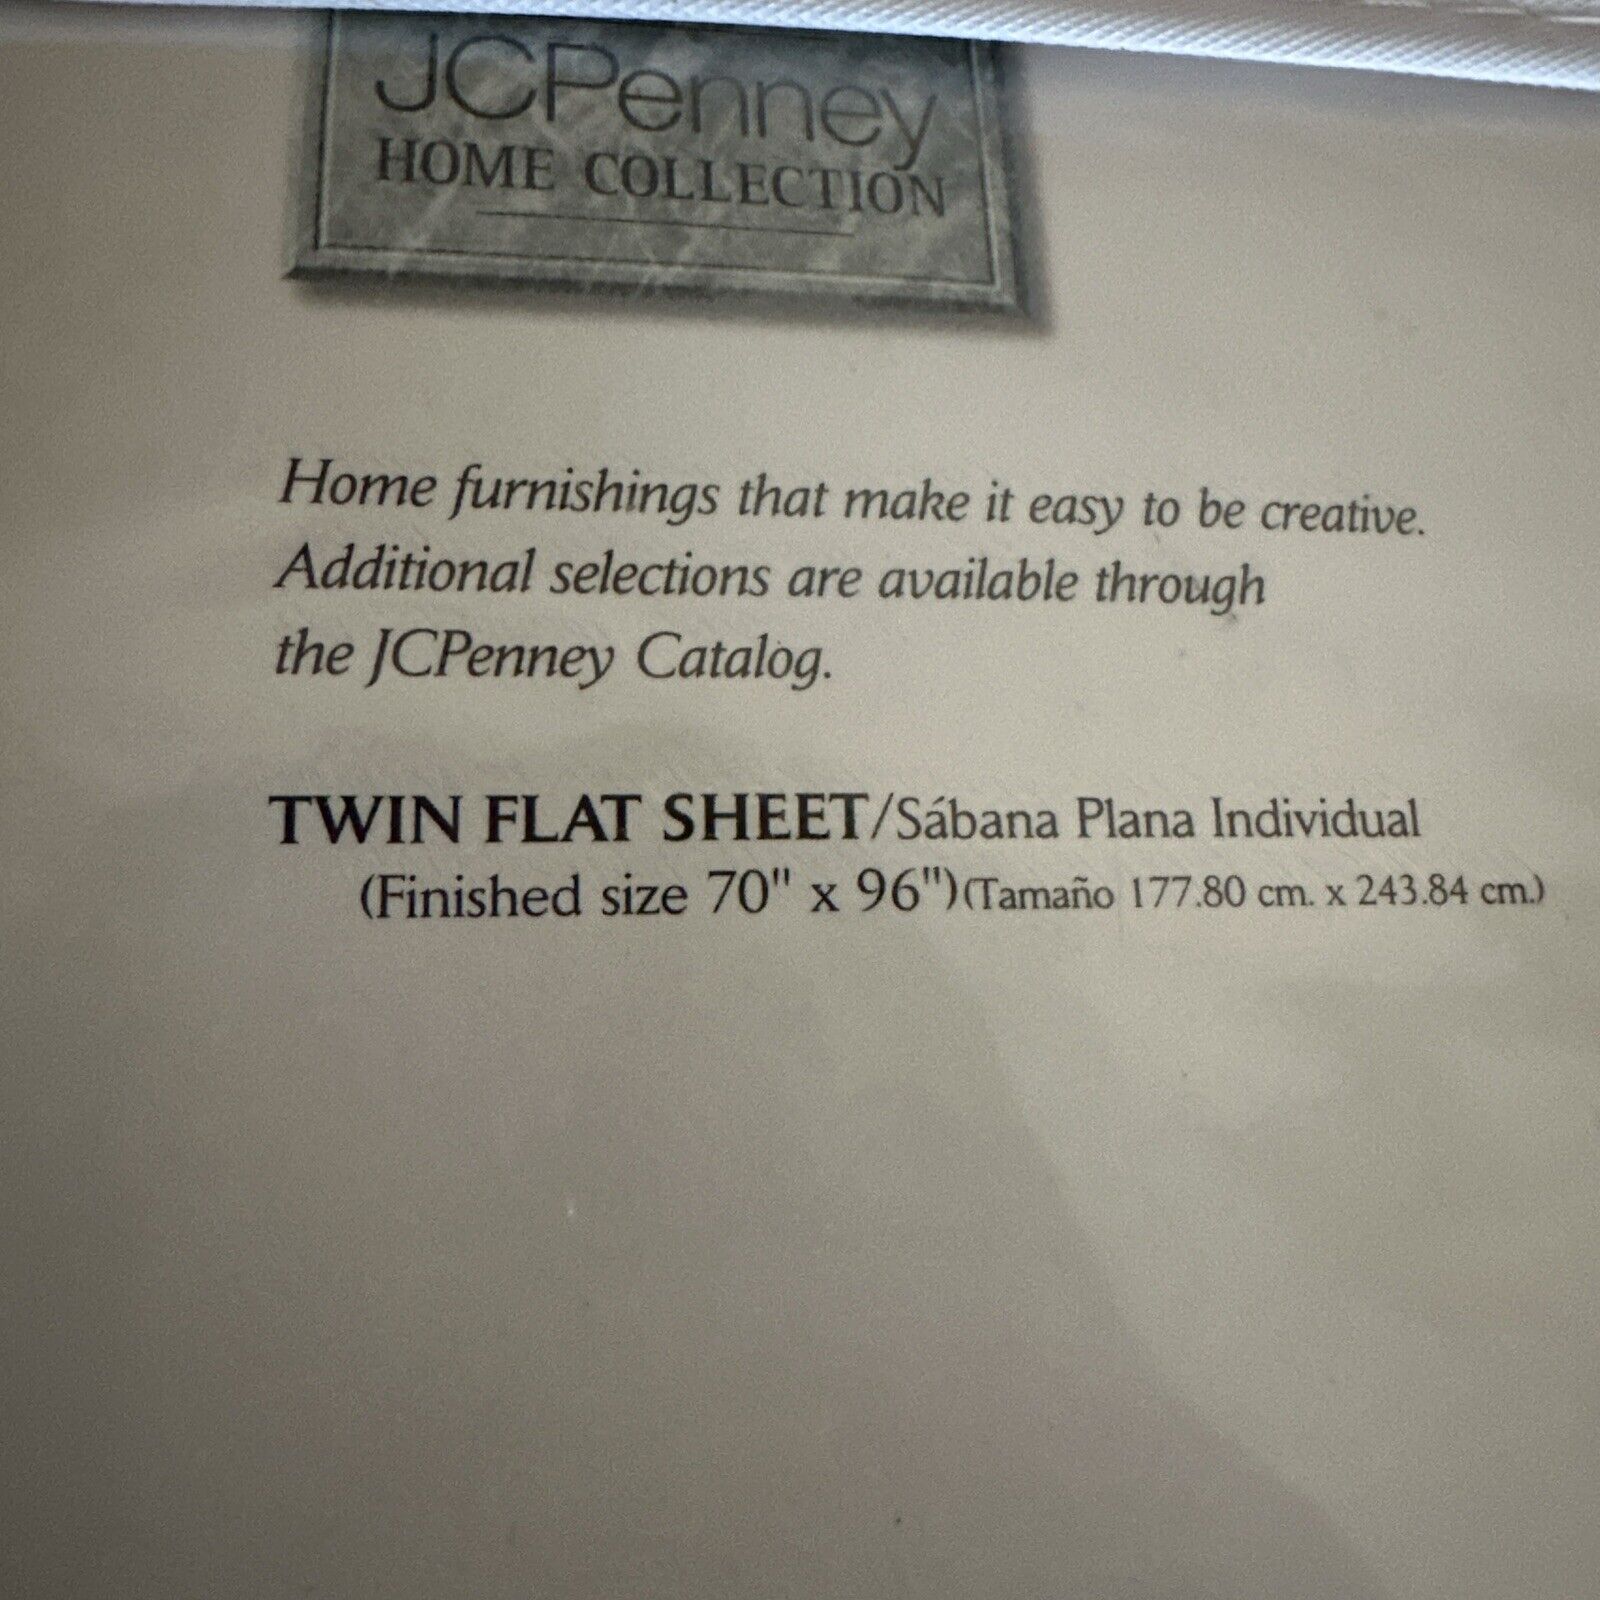 JCPenney
HOME COLLECTION
Home furnishings that make it easy to be creative.
Additional selections are available through
the JCPenney Catalog.
TWIN FLAT SHEET/Sábana Plana Individual
(Finished size 70" x 96")(Tamaño 177.80 cm. x 243.84 cm.)